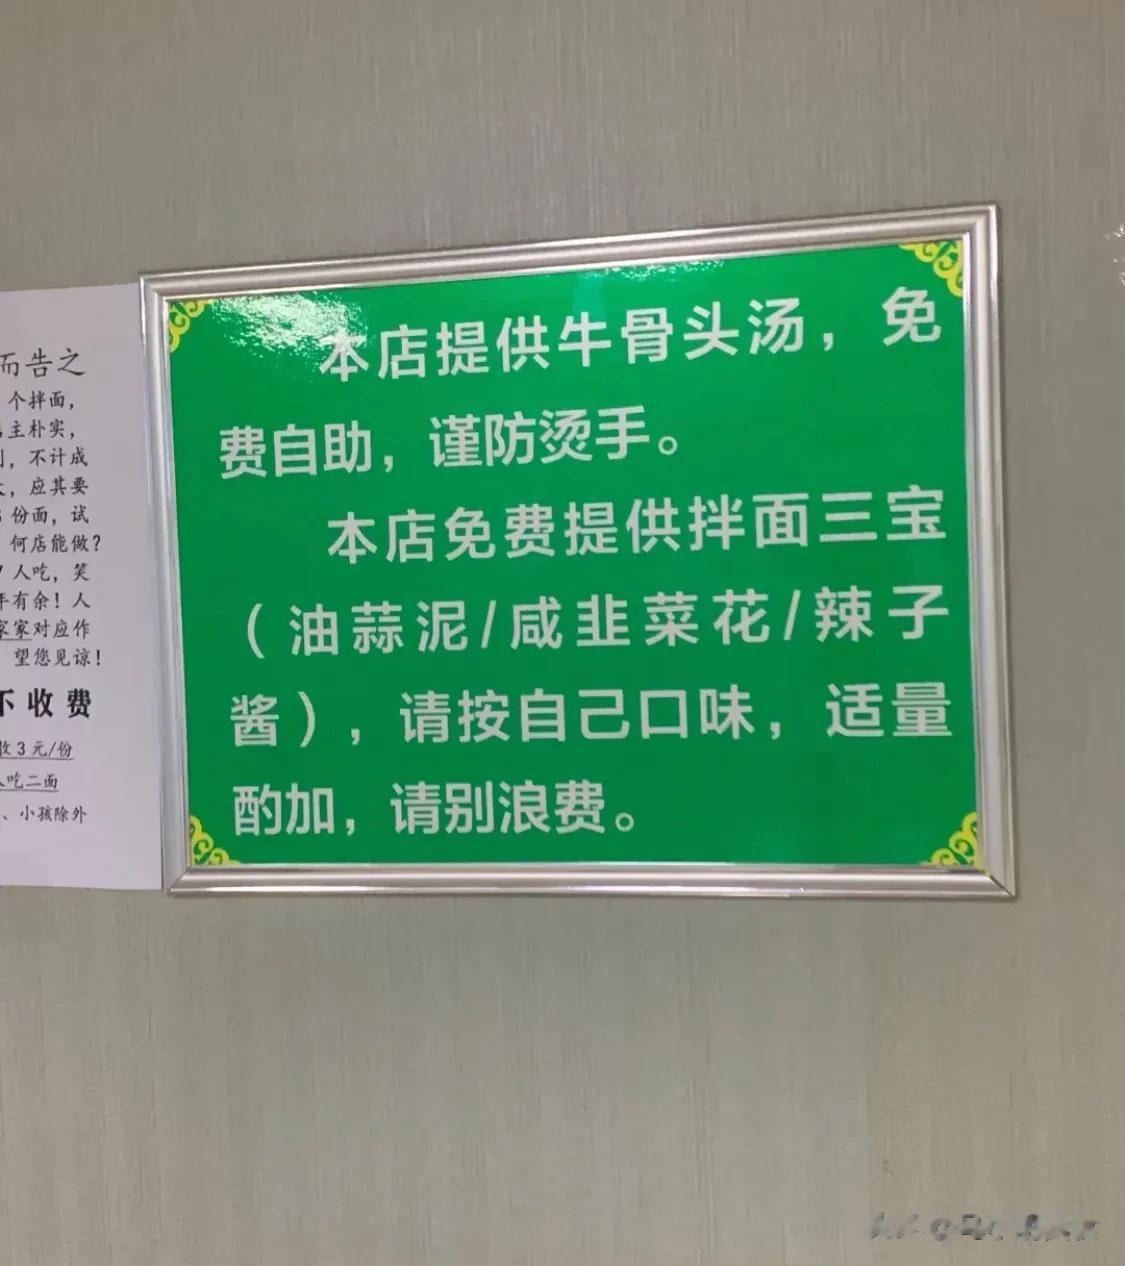 而告之
个拌面，
主朴实，
，不计成
，应其要
份面，试
何店能做？
人吃，笑
年有余！人
家家对应作
望您见谅！
不收费
收3元/份
人吃二面
、小孩除外
本店提供牛骨头汤，免
费自助，谨防烫手。
本店免费提供拌面三宝
（油蒜泥/咸韭菜花/辣子
酱），请按自己口味，适量
酌加，请别浪费。